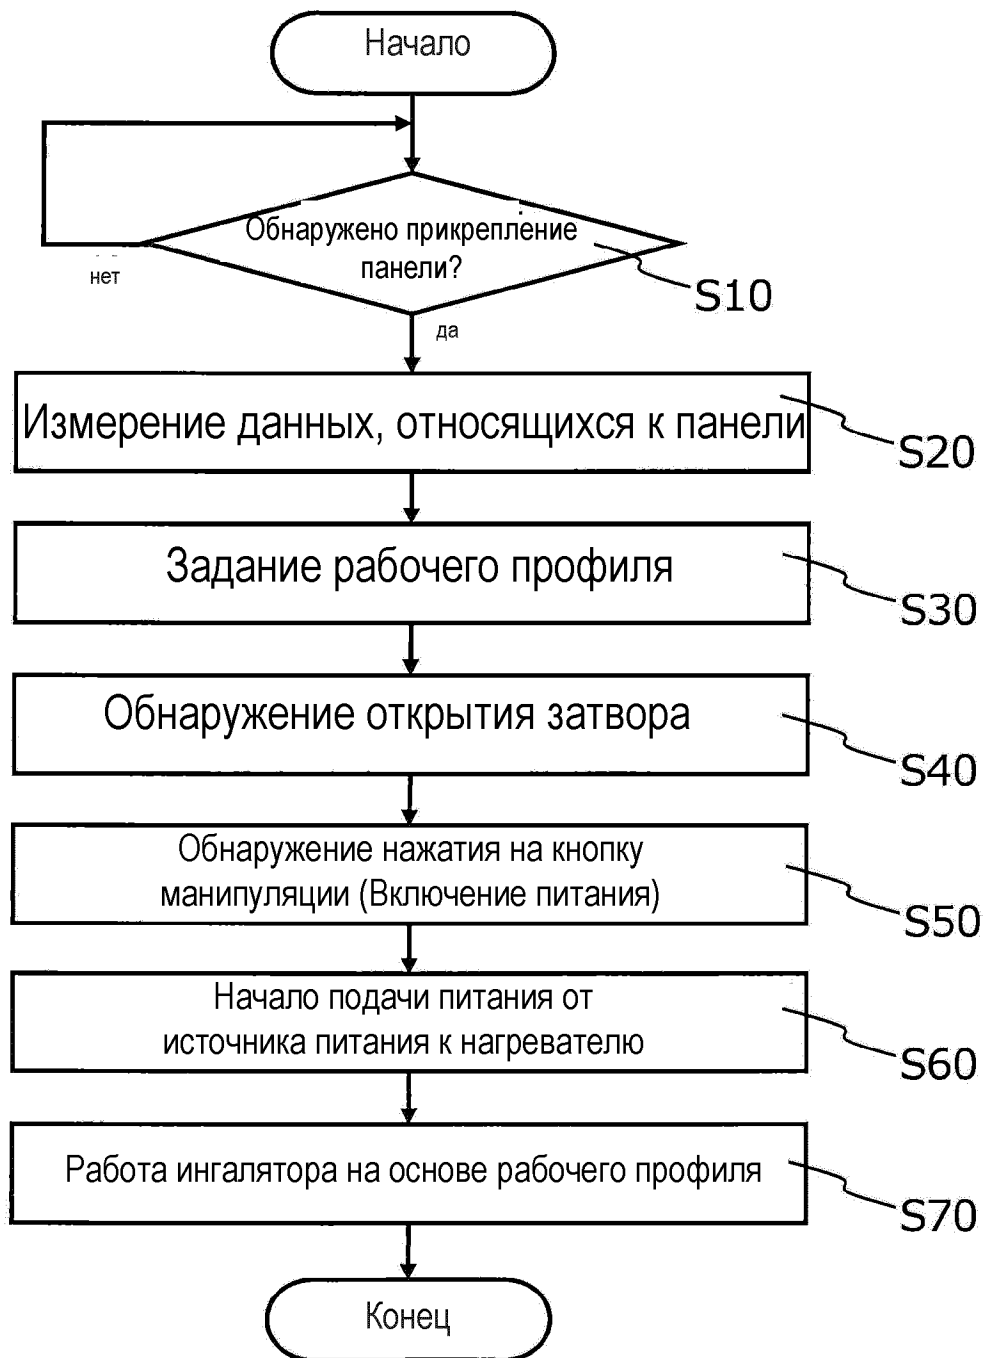 Начало
Обнаружено прикрепление
панели?
нет
S10
да
Измерение данных, относящихся к панели
S20
Задание рабочего профиля
S30
Обнаружение открытия затвора
S40
Обнаружение нажатия на кнопку
манипуляции (Включение питания)
S50
Начало подачи питания от
источника питания к нагревателю
S60
Работа ингалятора на основе рабочего профиля
S70
Конец